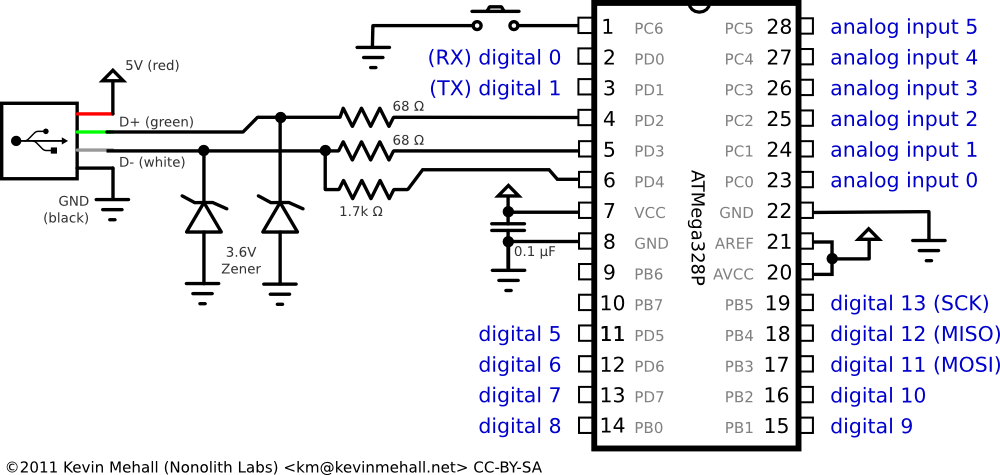 5V (red)
D+ (green)
D- (white)
GND
(black)
68 Ω
68 Ω
1.7k Ω
3.6V
Zener
0.1 µF
(RX) digital 0
(TX) digital 1
digital 5
digital 6
digital 7
digital 8
1 PC6
2 PD0
3 PD1
4 PD2
5 PD3
6 PD4
7 VCC
8 GND
9 PB6
10 PB7
11 PD5
12 PD6
13 PD7
14 PB0
ATMega328P
PC5 28 analog input 5
PC4 27 analog input 4
PC3 26 analog input 3
PC2 25 analog input 2
PC1 24 analog input 1
PC0 23 analog input 0
GND 22
AREF 21
AVCC 20
PB5 19 digital 13 (SCK)
PB4 18 digital 12 (MISO)
PB3 17 digital 11 (MOSI)
PB2 16 digital 10
PB1 15 digital 9
©2011 Kevin Mehall (Nonolith Labs) <km@kevinmehall.net> CC-BY-SA